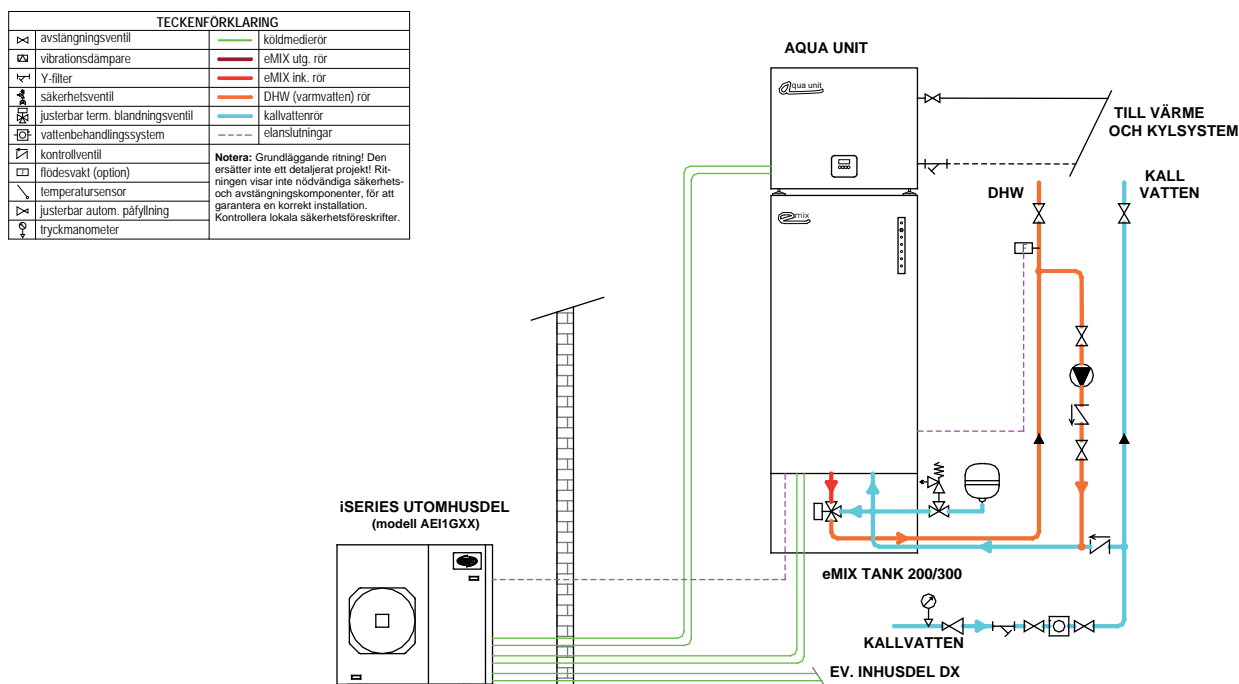 TECKENFÖRKLARING
avstängningsventil
köldmedierör
vibrationsdämpare
eMIX utg. rör
Y-filter
eMIX ink. rör
säkerhetsventil
DHW (varmvatten) rör
justerbar term. blandningsventil
kallvattenrör
vattenbehandlingssystem
elanslutningar
kontrollventil
flödesvakt (option)
temperatursensor
justerbar autom. påfyllning
tryckmanometer
Notera: Grundläggande ritning! Den
ersätter inte ett detaljerat projekt! Rit-
ningen visar inte nödvändiga säkerhets-
och avstängningskomponenter, för att
garantera en korrekt installation.
Kontrollera lokala säkerhetsföreskrifter.
AQUA UNIT
aqua unit
TILL VÄRME
OCH KYLSYSTEM
KALL
VATTEN
DHW
emix
F
iSERIES UTOMHUSDEL
(modell AEI1GXX)
eMIX TANK 200/300
KALLVATTEN
EV. INHUSDEL DX